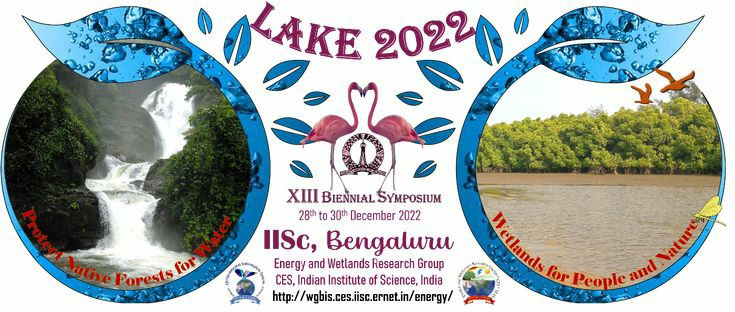 LAKE 2022
XIII BIENNIAL SYMPOSIUM
28th to 30th December 2022
IISc, Bengaluru
Energy and Wetlands Research Group
CES, Indian Institute of Science, India
http://wgbis.ces.iisc.ernet.in/energy/
Protect Native Forests for Water
Wetlands for People and Nature